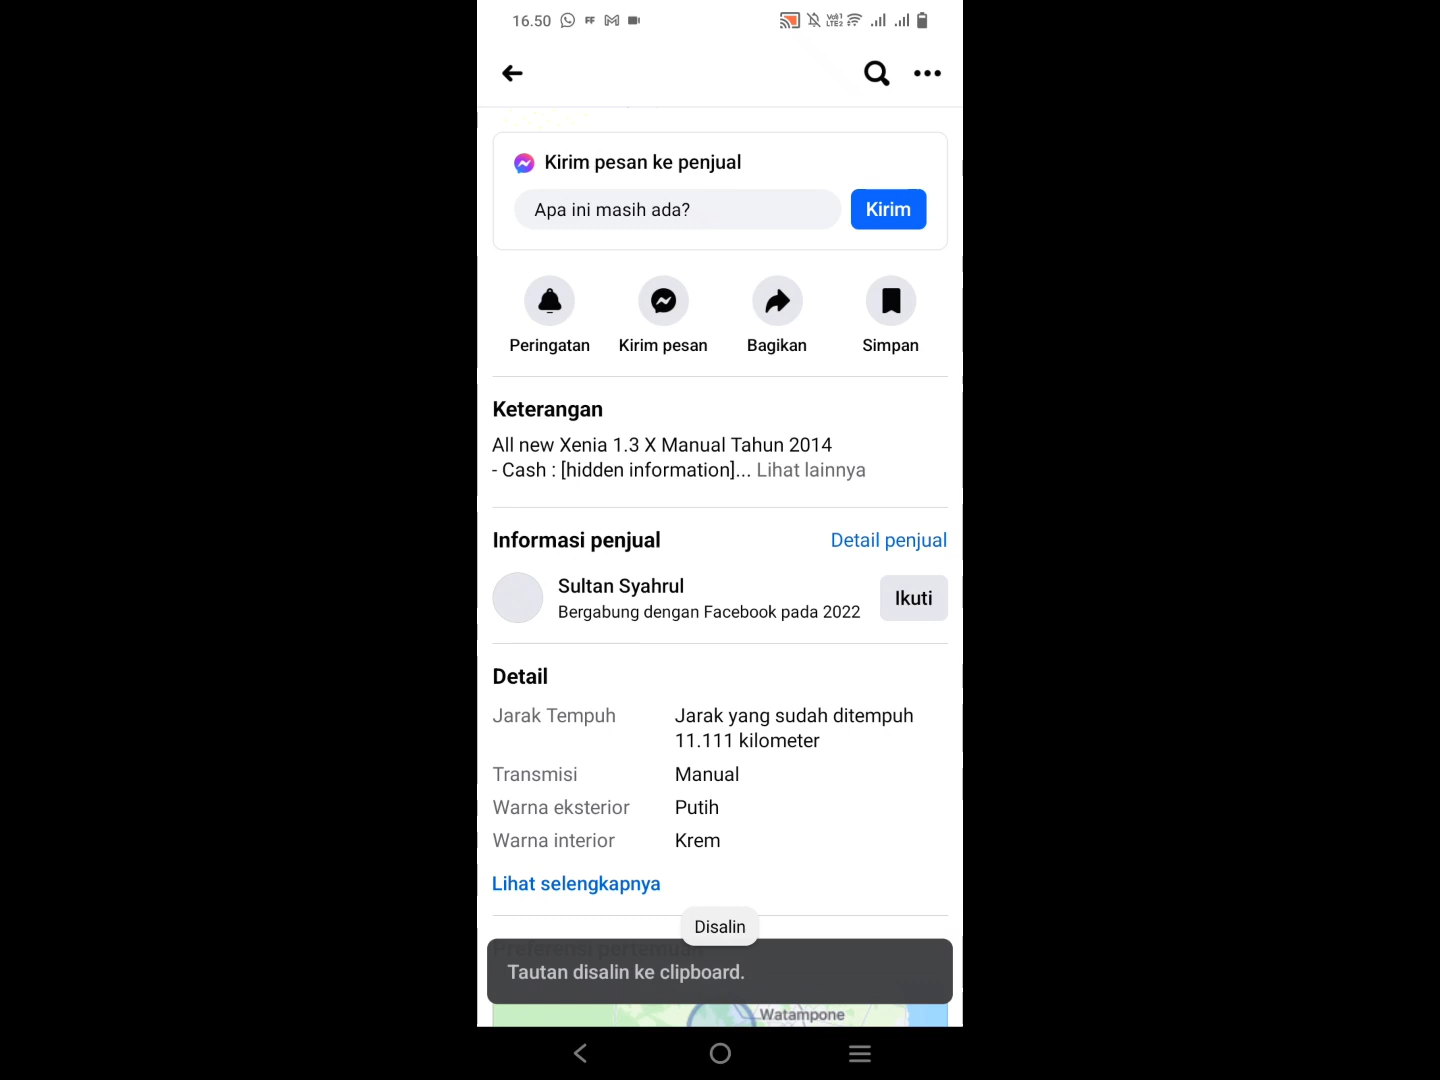 16.50
Kirim pesan ke penjual
Apa ini masih ada?
Kirim
Peringatan Kirim pesan Bagikan Simpan
Keterangan
All new Xenia 1.3 X Manual Tahun 2014
- Cash : [hidden information]... Lihat lainnya
Informasi penjual Detail penjual
Sultan Syahrul
Bergabung dengan Facebook pada 2022
Ikuti
Detail
Jarak Tempuh Jarak yang sudah ditempuh
11.111 kilometer
Transmisi Manual
Warna eksterior Putih
Warna interior Krem
Lihat selengkapnya
Disalin
Preferensi pertemuan
Tautan disalin ke clipboard.
Watampone